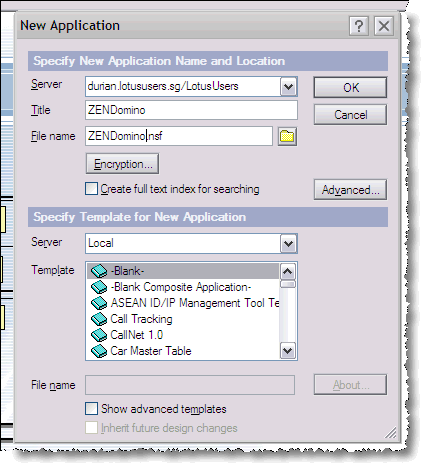 New Application
Specify New Application Name and Location
Server durian.lotususers.sg/LotusUsers OK
Title ZENDomino Cancel
File name ZENDomino.nsf
Encryption...
Create full text index for searching Advanced...
Specify Template for New Application
Server Local
Template -Blank-
-Blank Composite Application-
ASEAN ID/IP Management Tool Te
Call Tracking
CallNet 1.0
Car Master Table
File name About...
Show advanced templates
Inherit future design changes